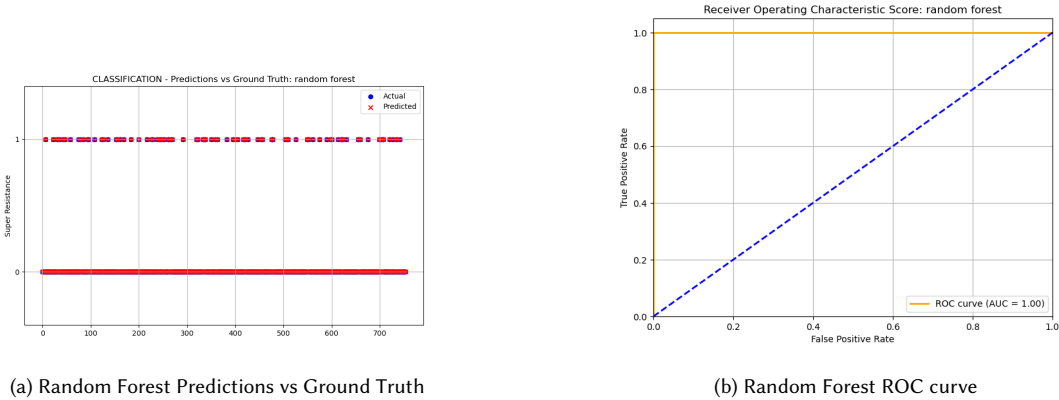 CLASSIFICATION - Predictions vs Ground Truth: random forest
Actual
Predicted
Super Resistance
1
0
0
100
200
300
400
500
600
700
(a) Random Forest Predictions vs Ground Truth
Receiver Operating Characteristic Score: random forest
True Positive Rate
1.0
0.8
0.6
0.4
0.2
0.0
ROC curve (AUC = 1.00)
0.0
0.2
0.4
0.6
0.8
1.0
False Positive Rate
(b) Random Forest ROC curve